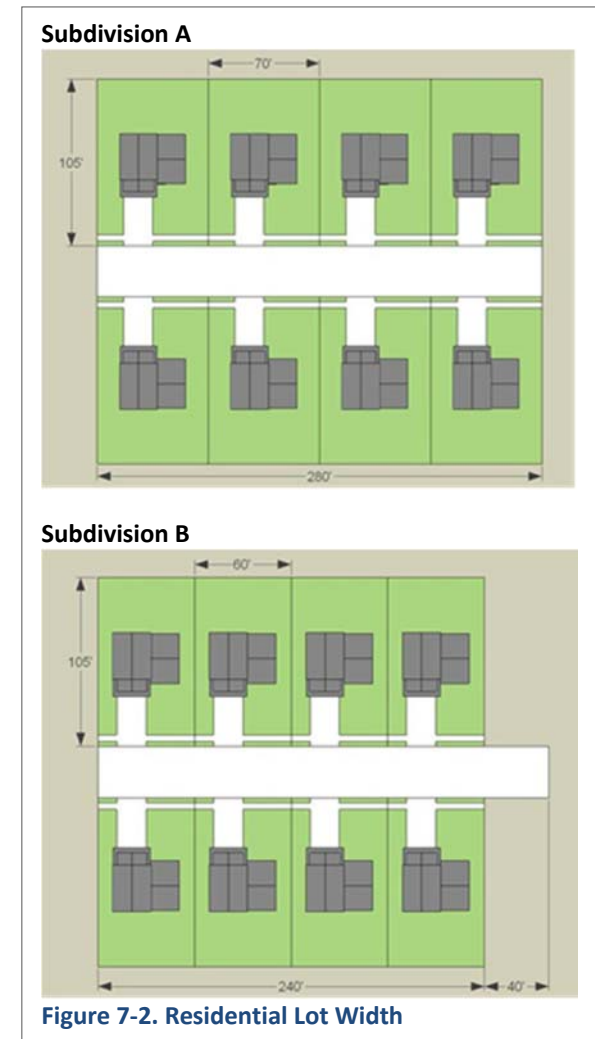 Subdivision A
70'
105'
280'
Subdivision B
60'
105'
240' 40'
Figure 7-2. Residential Lot Width